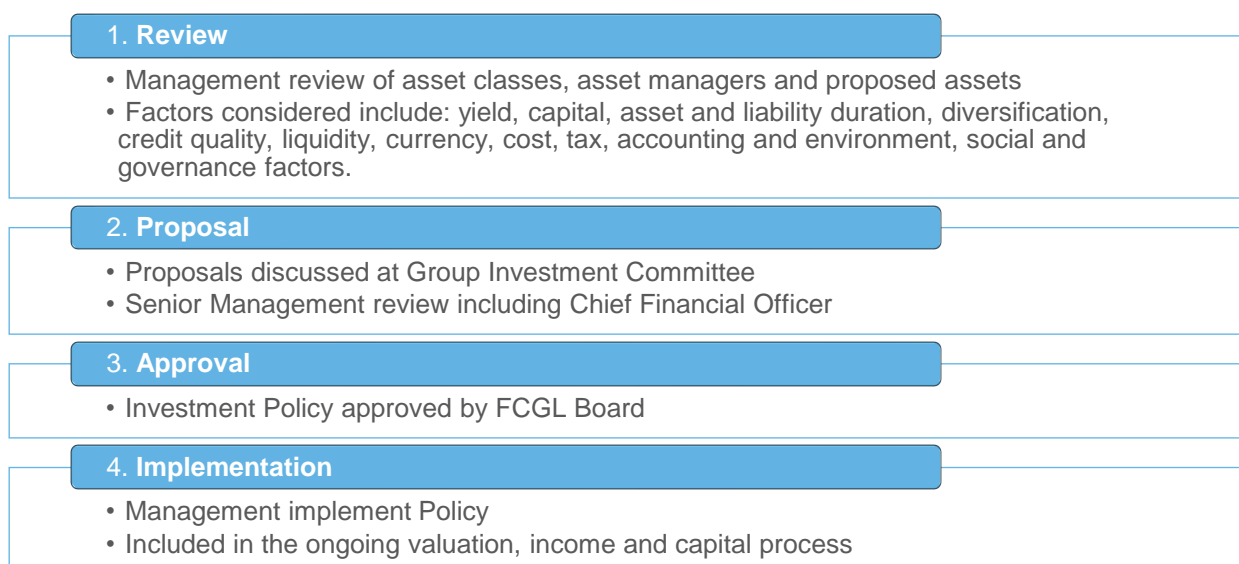 1. Review
• Management review of asset classes, asset managers and proposed assets
• Factors considered include: yield, capital, asset and liability duration, diversification,
credit quality, liquidity, currency, cost, tax, accounting and environment, social and
governance factors.
2. Proposal
• Proposals discussed at Group Investment Committee
• Senior Management review including Chief Financial Officer
3. Approval
• Investment Policy approved by FCGL Board
4. Implementation
• Management implement Policy
• Included in the ongoing valuation, income and capital process